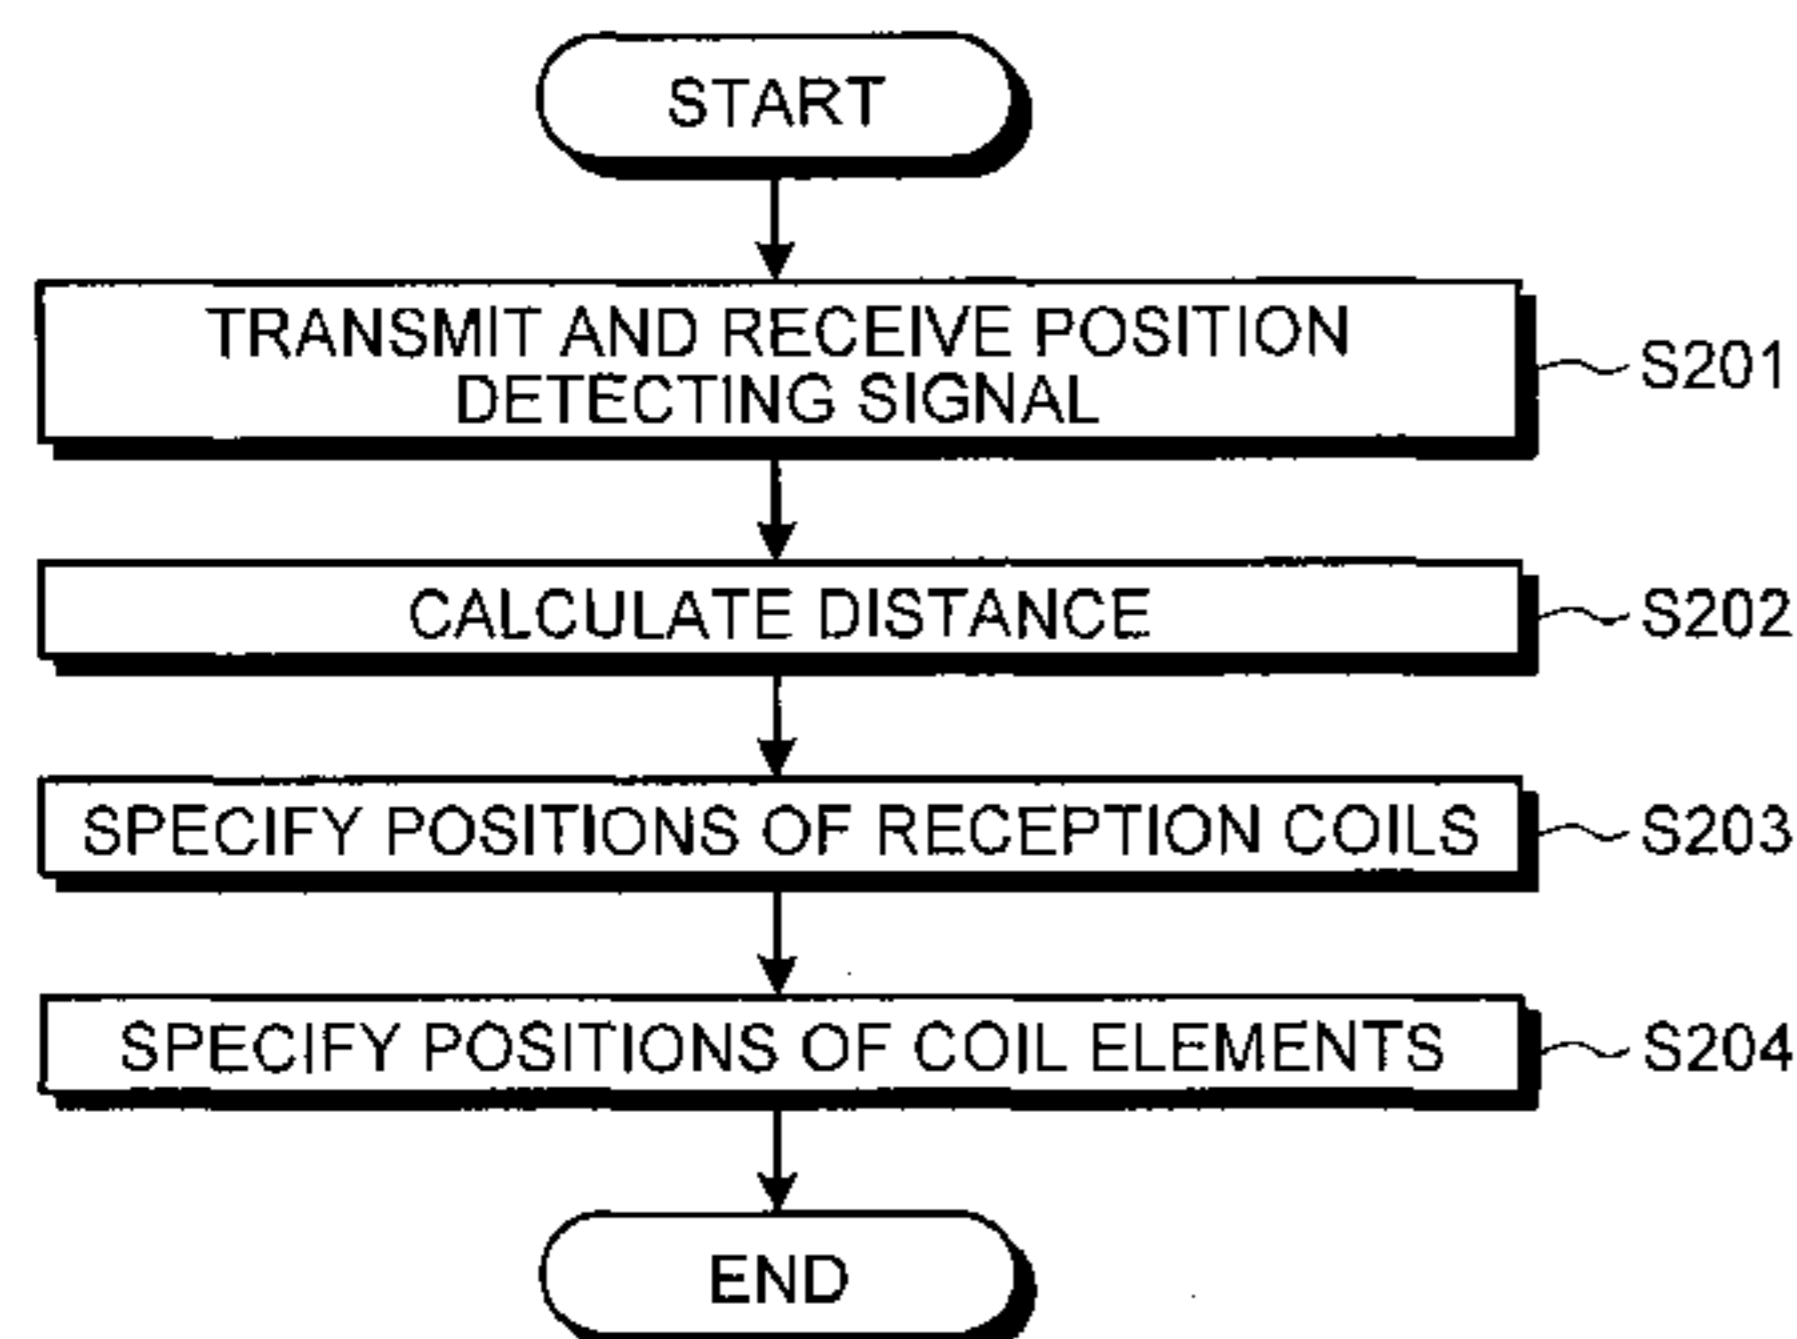 START
TRANSMIT AND RECEIVE POSITION
DETECTING SIGNAL
S201
CALCULATE DISTANCE
S202
SPECIFY POSITIONS OF RECEPTION COILS
S203
SPECIFY POSITIONS OF COIL ELEMENTS
S204
END